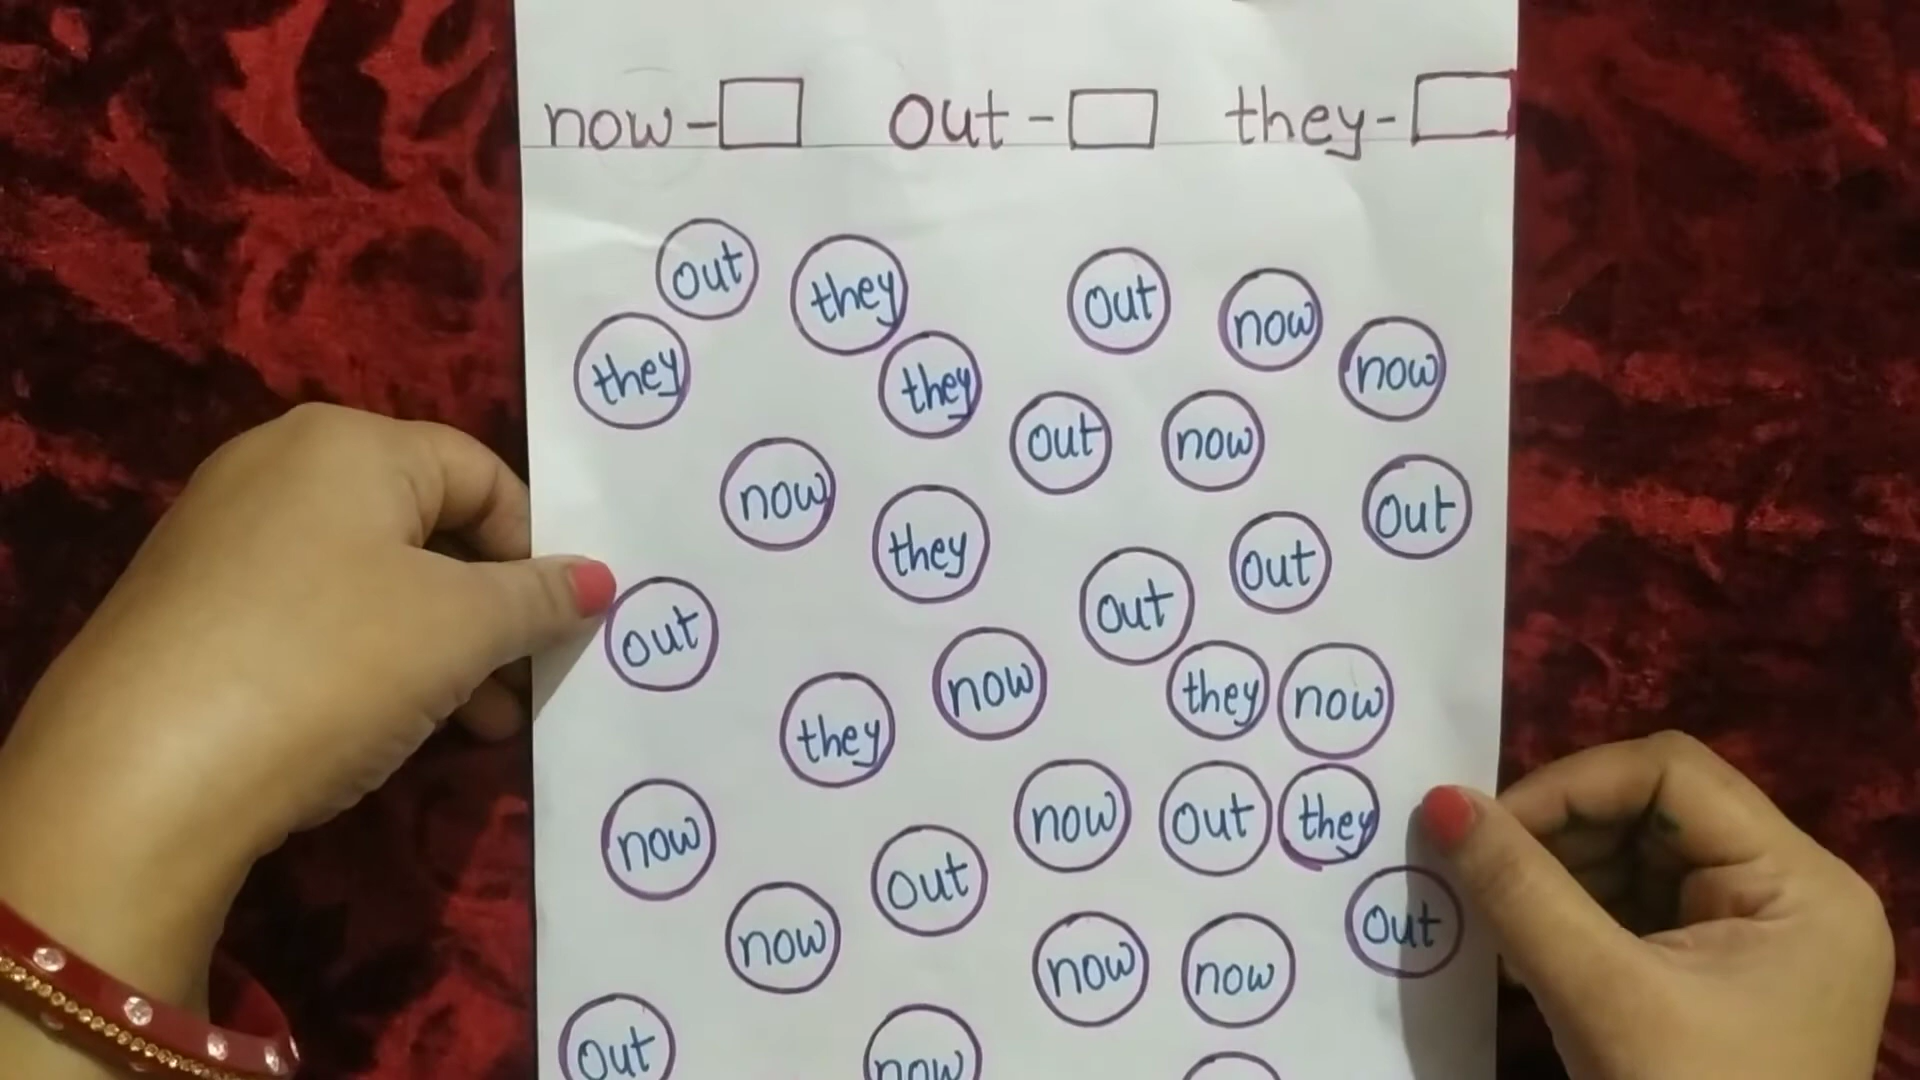 now- out- they-
out they out now
they they now
out now
now out
they out
out out
now they now
they
now out they
now out
now out
now now
out now